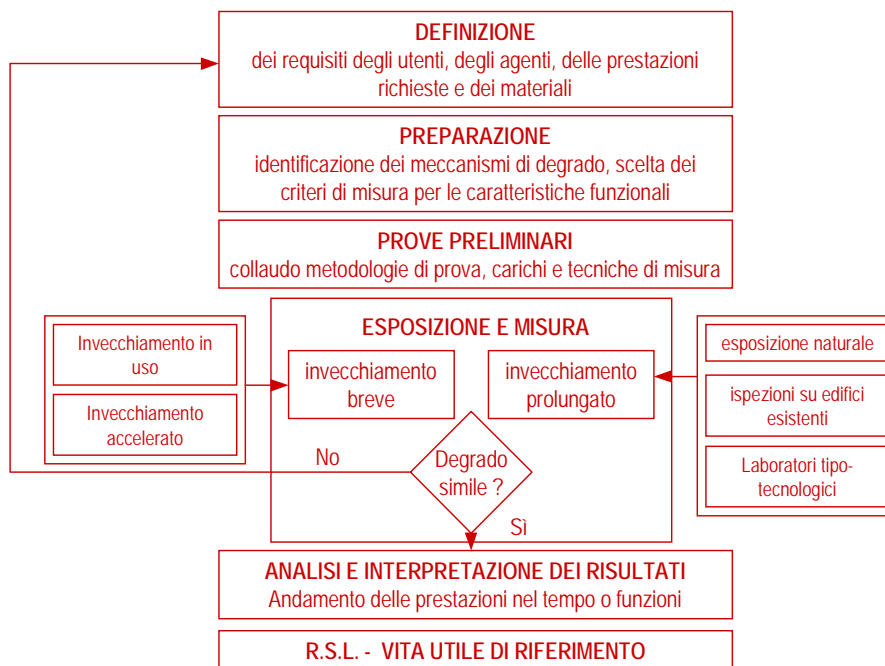 DEFINIZIONE
dei requisiti degli utenti, degli agenti, delle prestazioni
richieste e dei materiali
PREPARAZIONE
identificazione dei meccanismi di degrado, scelta dei
criteri di misura per le caratteristiche funzionali
PROVE PRELIMINARI
collaudo metodologie di prova, carichi e tecniche di misura
ESPOSIZIONE E MISURA
Invecchiamento in
uso
Invecchiamento
accelerato
invecchiamento
breve
invecchiamento
prolungato
esposizione naturale
ispezioni su edifici
esistenti
Laboratori tipo-
tecnologici
No
Degrado
simile ?
Sì
ANALISI E INTERPRETAZIONE DEI RISULTATI
Andamento delle prestazioni nel tempo o funzioni
R.S.L. - VITA UTILE DI RIFERIMENTO